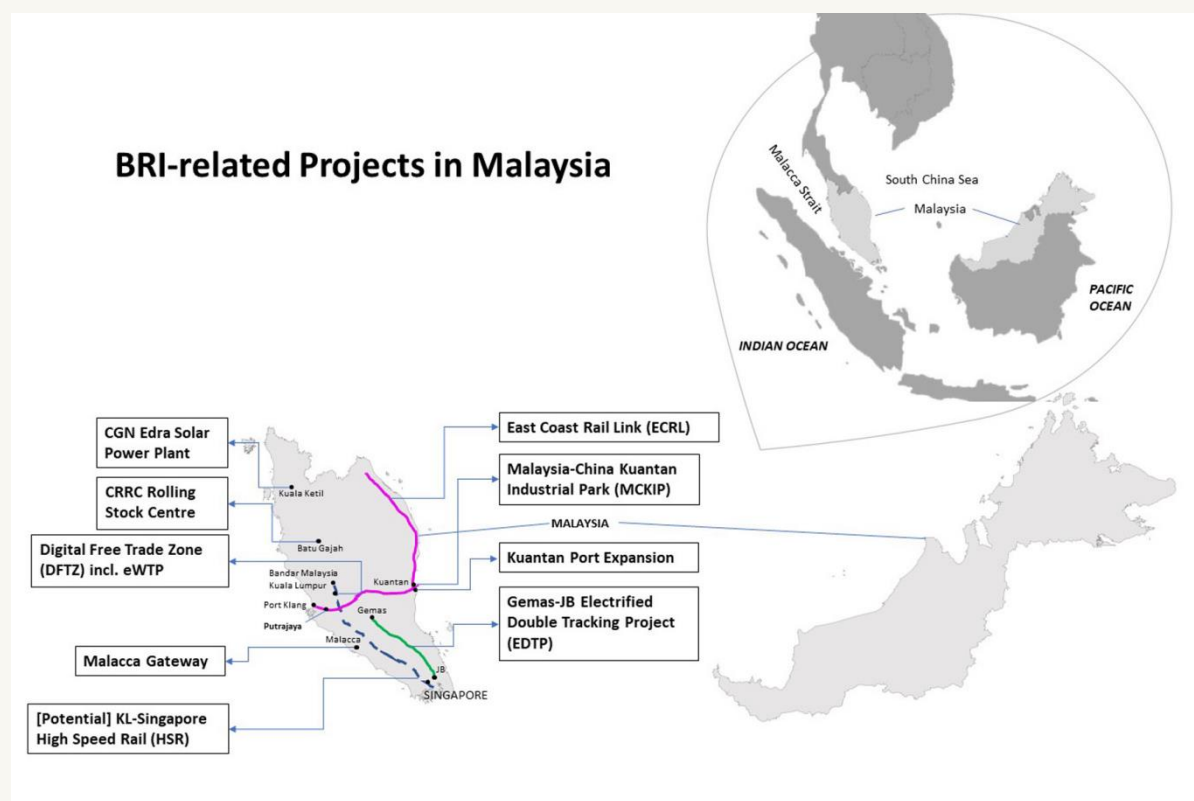 BRI-related Projects in Malaysia
Malacca Strait
South China Sea
Malaysia
PACIFIC
OCEAN
INDIAN OCEAN
CGN Edra Solar
Power Plant
CRRC Rolling
Stock Centre
Digital Free Trade Zone
(DFTZ) incl. eWTP
Malacca Gateway
[Potential] KL-Singapore
High Speed Rail (HSR)
East Coast Rail Link (ECRL)
Malaysia-China Kuantan
Industrial Park (MCKIP)
MALAYSIA
Kuantan Port Expansion
Gemas-JB Electrified
Double Tracking Project
(EDTP)
Kuala Ketil
Batu Gajah
Bandar Malaysia
Kuala Lumpur
Kuantan
Port Klang
Gemas
Putrajaya
Malacca
JB
SINGAPORE